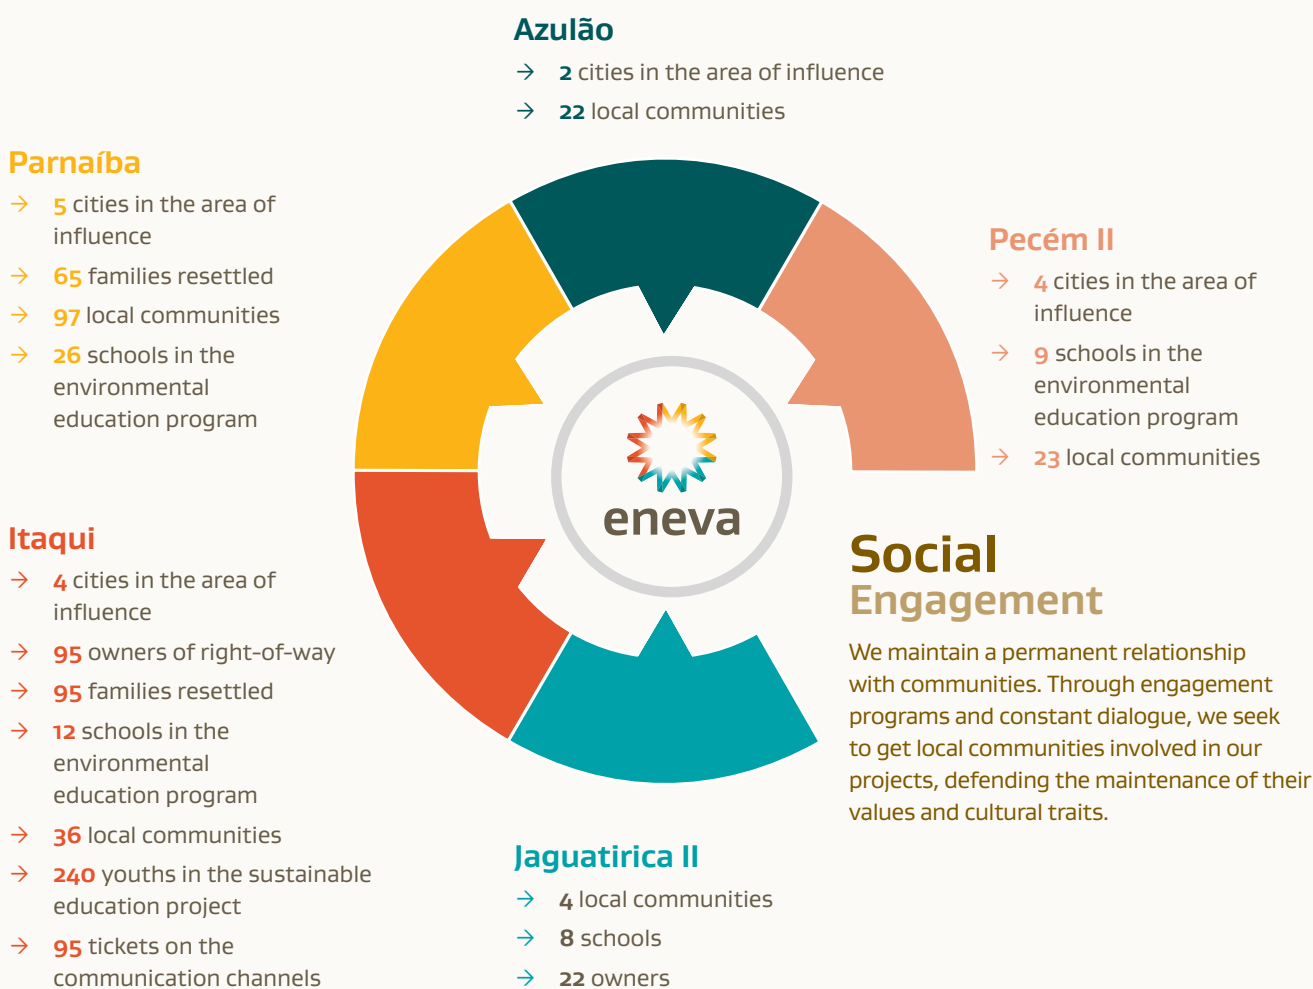 Azulão
→ 2 cities in the area of influence
→ 22 local communities
Parnaíba
→ 5 cities in the area of
influence
→ 65 families resettled
→ 97 local communities
→ 26 schools in the
environmental
education program
Pecém II
→ 4 cities in the area of
influence
→ 9 schools in the
environmental
education program
→ 23 local communities
eneva
Itaqui
→ 4 cities in the area of
influence
→ 95 owners of right-of-way
→ 95 families resettled
→ 12 schools in the
environmental
education program
→ 36 local communities
→ 240 youths in the sustainable
education project
→ 95 tickets on the
communication channels
Social
Engagement
We maintain a permanent relationship
with communities. Through engagement
programs and constant dialogue, we seek
to get local communities involved in our
projects, defending the maintenance of their
values and cultural traits.
Jaguatirica II
→ 4 local communities
→ 8 schools
→ 22 owners